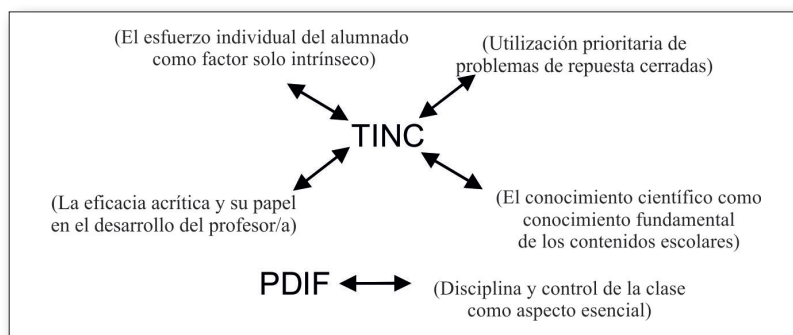 (El esfuerzo individual del alumnado
como factor solo intrínseco)
(Utilización prioritaria de
problemas de repuesta cerradas)
TINC
(La eficacia acrítica y su papel
en el desarrollo del profesor/a)
(El conocimiento científico como
conocimiento fundamental
de los contenidos escolares)
PDIF
(Disciplina y control de la clase
como aspecto esencial)